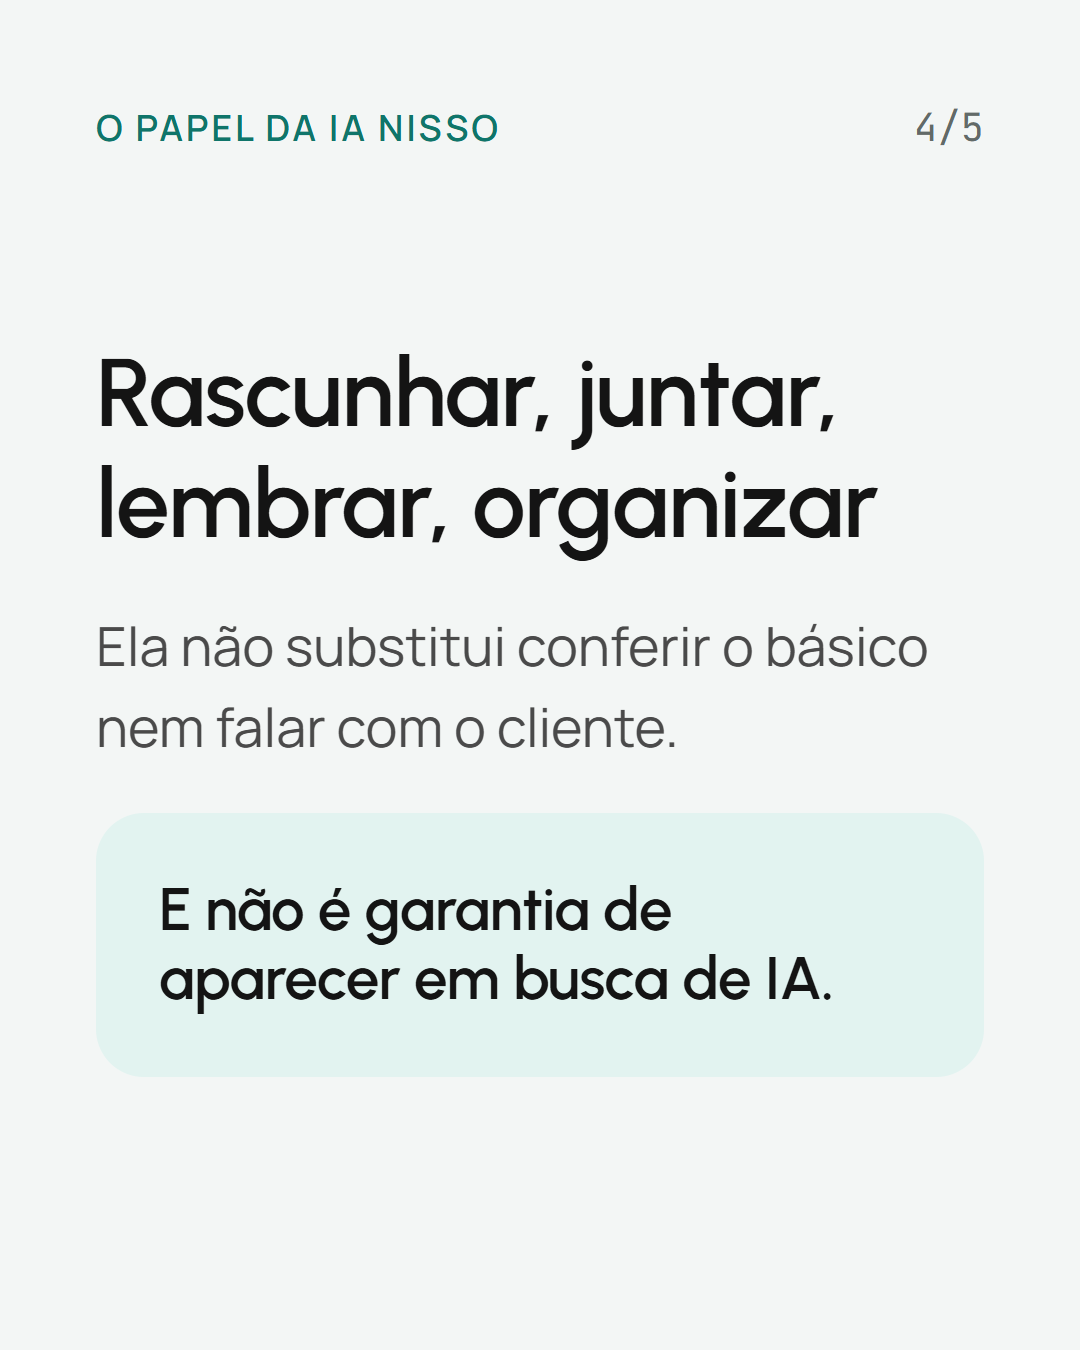 O PAPEL DA IA NISSO
4/5
Rascunhar, juntar,
lembrar, organizar
Ela não substitui conferir o básico
nem falar com o cliente.
E não é garantia de
aparecer em busca de IA.